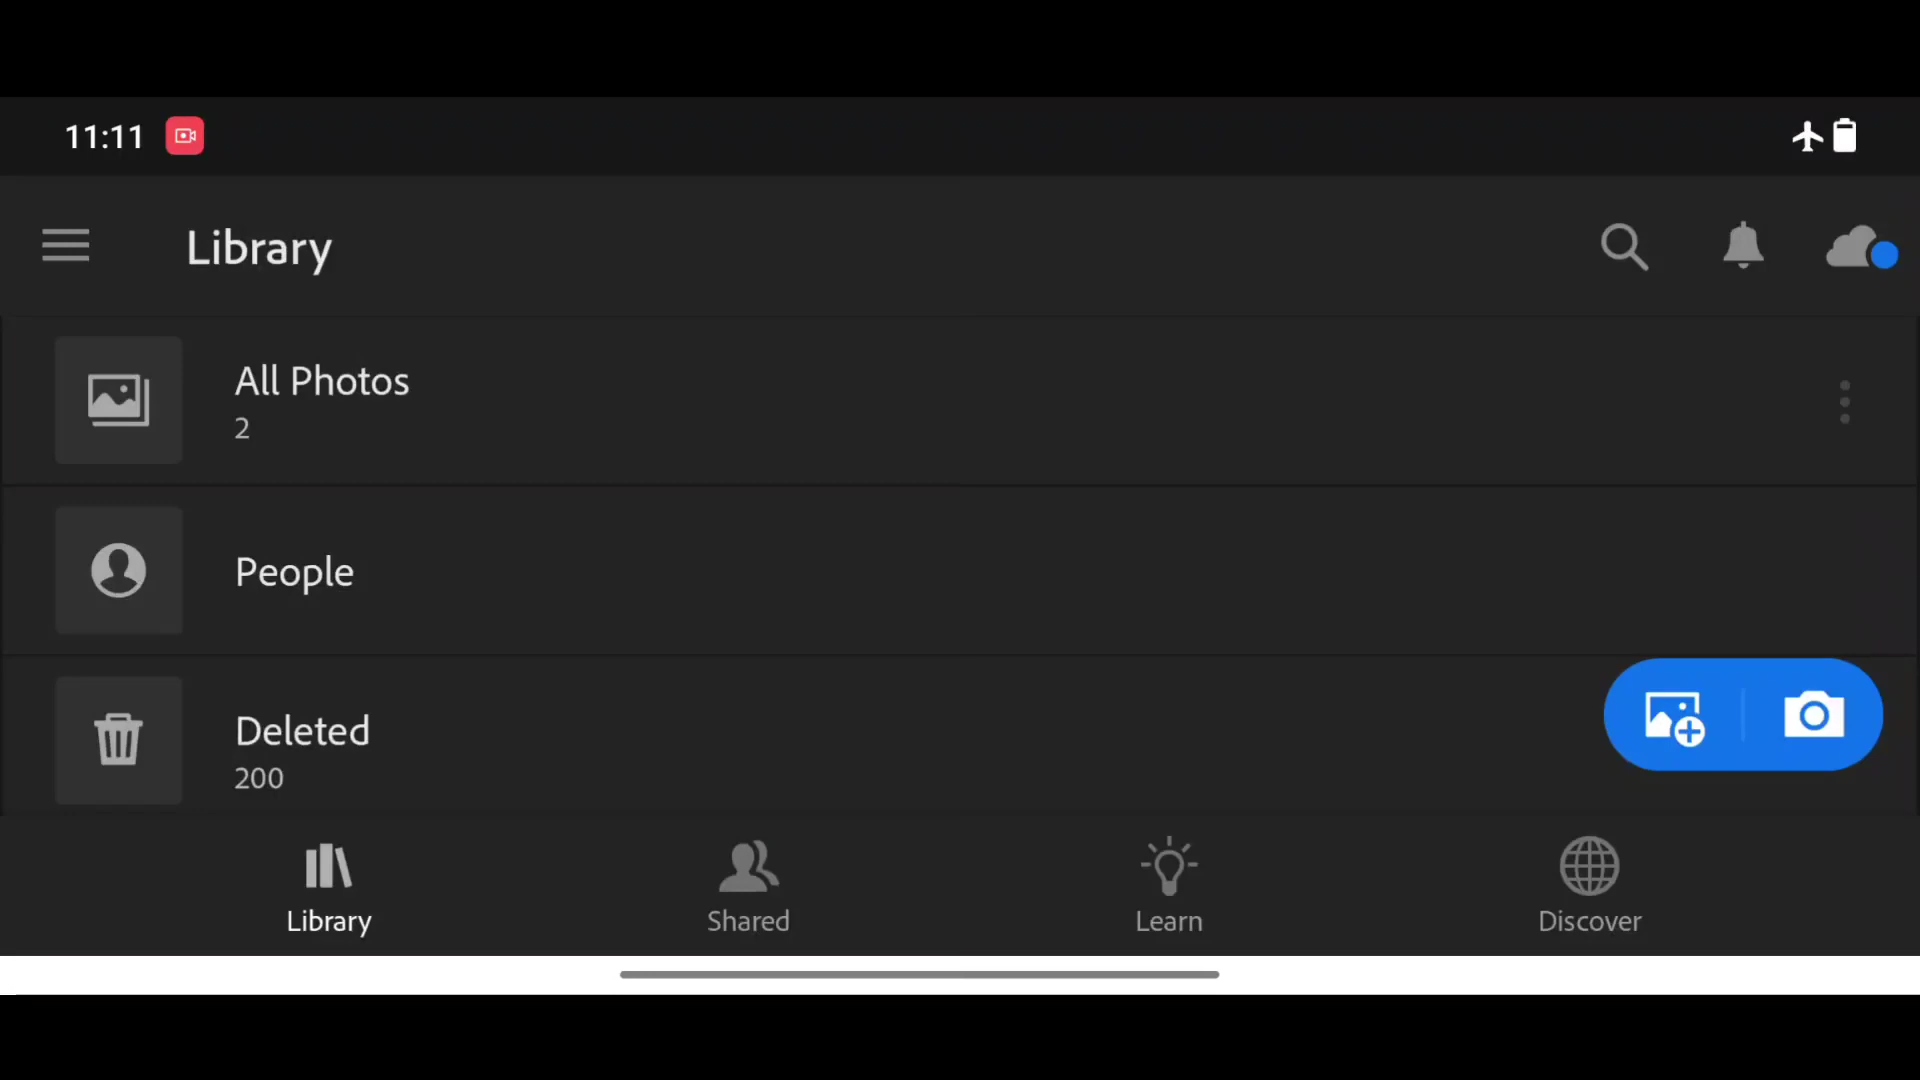 11:11
Library
All Photos
2
People
Deleted
200
Library
Shared
Learn
Discover